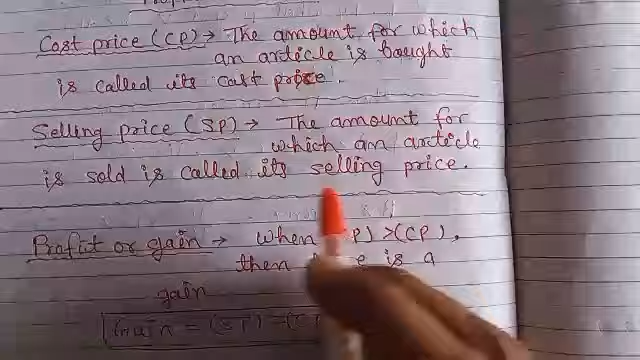 Cost price (CP) → The amount for which
an article is bought
is called its cost price.
Selling price (SP) → The amount for
which an article
is sold is called its selling price.
Profit or gain → when P) > (CP),
then is a
gain
Gain = (SP) - (C